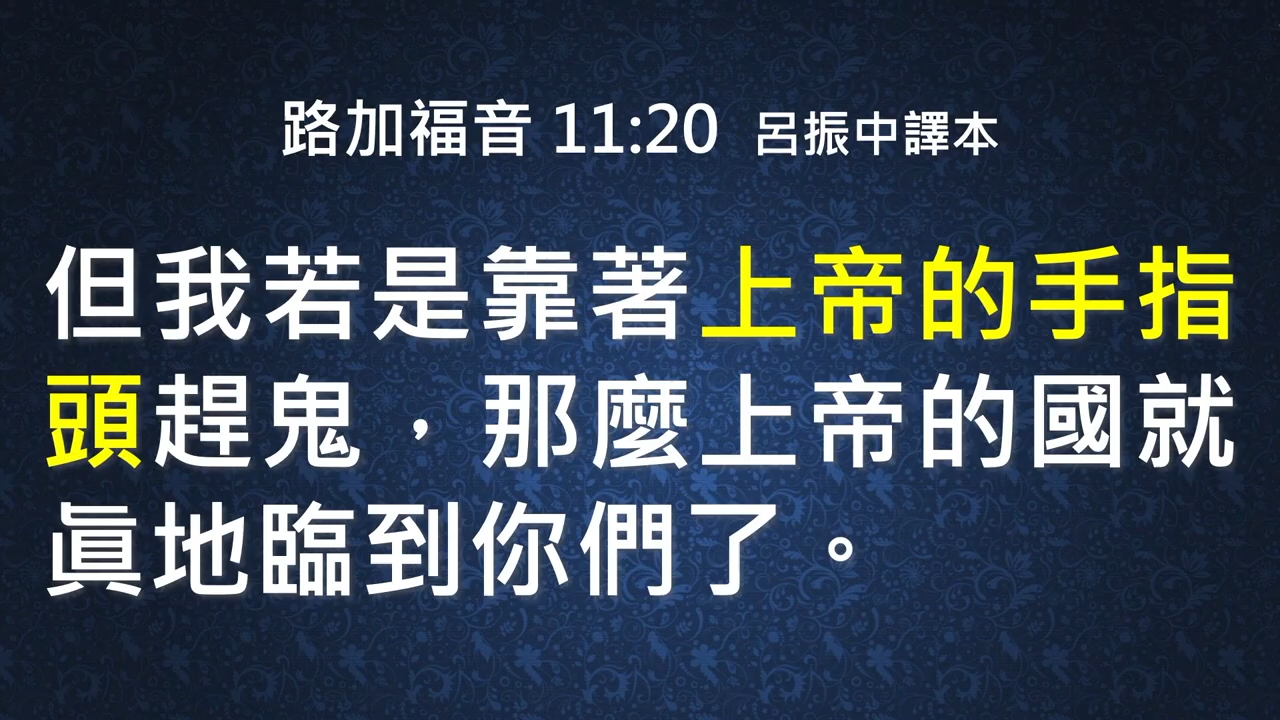 路加福音 11:20 呂振中譯本
但我若是靠著上帝的手指
頭趕鬼，那麼上帝的國就
眞地臨到你們了。